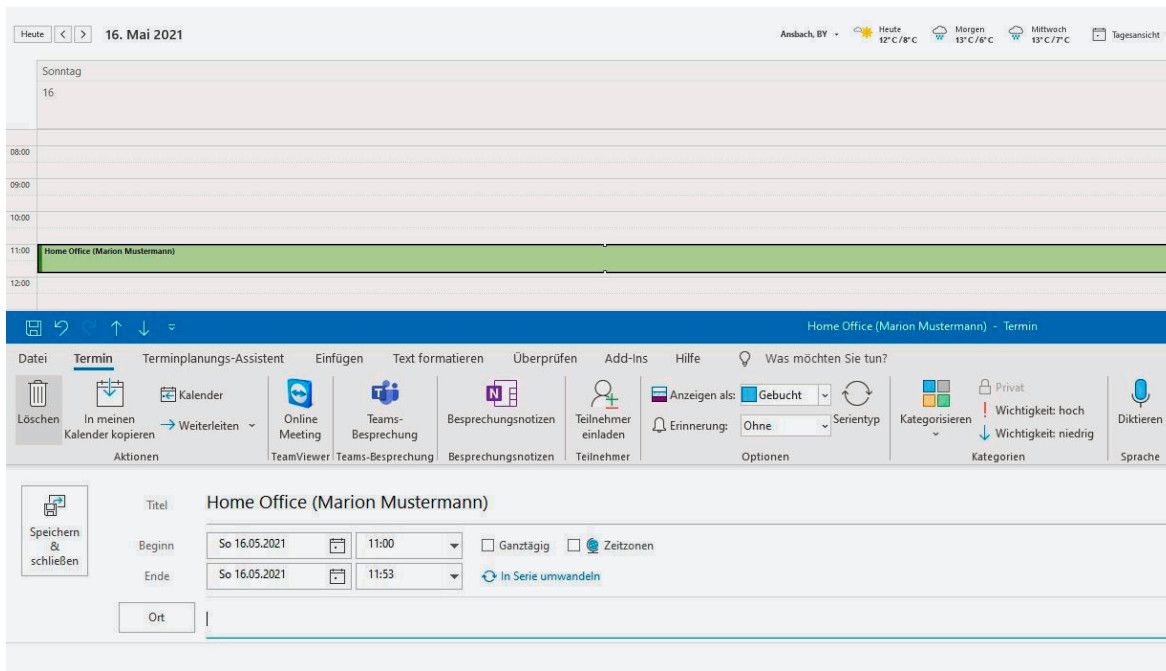 Heute < > 16. Mai 2021
Ansbach, BY
Heute
12° C / 8° C
Morgen
13° C / 6° C
Mittwoch
13° C / 7° C
Tagesansicht
Sonntag
16
08:00
09:00
10:00
11:00 Home Office (Marion Mustermann)
12:00
Home Office (Marion Mustermann) - Termin
Datei Termin Terminplanungs-Assistent Einfügen Text formatieren Überprüfen Add-Ins Hilfe Was möchten Sie tun?
Löschen
In meinen
Kalender kopieren
Kalender
Weiterleiten
Aktionen
Online
Meeting
TeamViewer
Teams-
Besprechung
Teams-Besprechung
N
Besprechungsnotizen
Besprechungsnotizen
Teilnehmer
einladen
Teilnehmer
Anzeigen als: Gebucht
Erinnerung: Ohne
Serientyp
Optionen
Kategorisieren
Privat
Wichtigkeit: hoch
Wichtigkeit: niedrig
Kategorien
Diktieren
Sprache
Speichern
&
schließen
Titel Home Office (Marion Mustermann)
Beginn So 16.05.2021 11:00 Ganztägig Zeitzonen
Ende So 16.05.2021 11:53 In Serie umwandeln
Ort